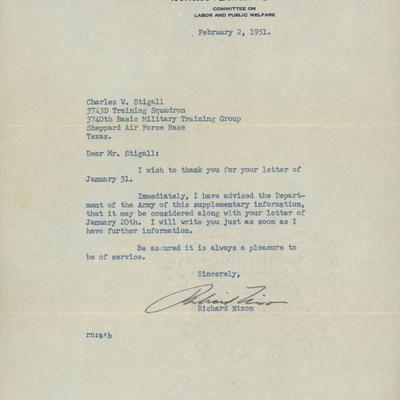 COMMITTEE ON
LABOR AND PUBLIC WELFARE
February 2, 1951.
Charles W. Stigall
3743D Training Squadron
3740th Basic Military Training Group
Sheppard Air Force Base
Texas.
Dear Mr. Stigall:
I wish to thank you for your letter of
January 31.
Immediately, I have advised the Depart-
ment of the Army of this supplementary information,
that it may be considered along with your letter of
January 20th. I will write you just as soon as I
have further information.
Be assured it is always a pleasure to
be of service.
Sincerely,
Richard Nixon
Richard Nixon